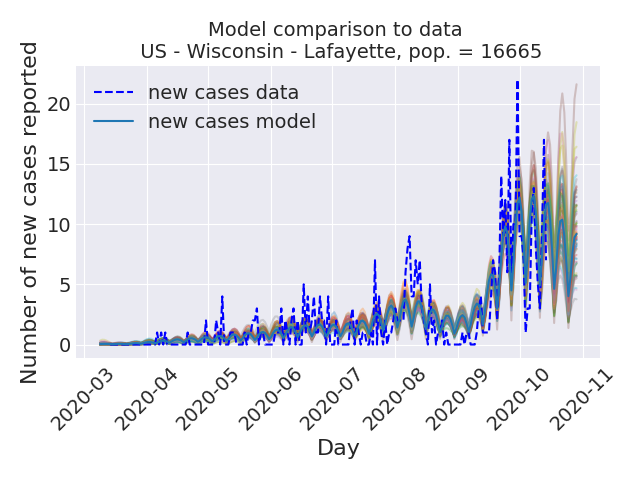 Model comparison to data
US - Wisconsin - Lafayette, pop. = 16665
Number of new cases reported
20
15
10
5
0
new cases data
new cases model
2020-03
2020-04
2020-05
2020-06
2020-07
2020-08
2020-09
2020-10
2020-11
Day